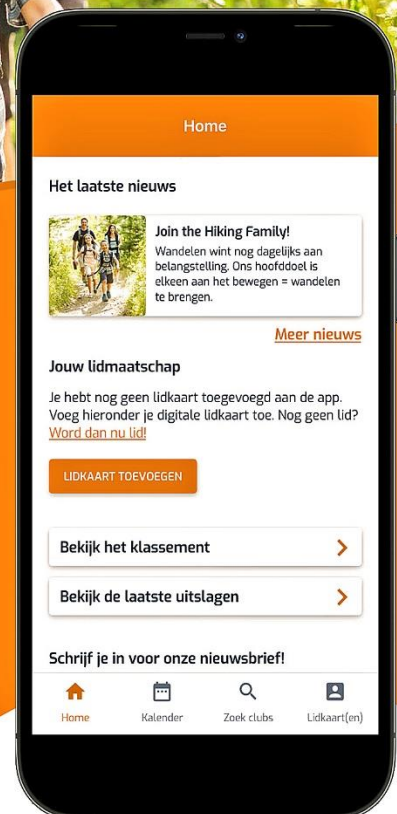 Home
Het laatste nieuws
Join the Hiking Family!
Wandelen wint nog dagelijks aan
belangstelling. Ons hoofddoel is
elkeen aan het bewegen = wandelen
te brengen.
Meer nieuws
Jouw lidmaatschap
Je hebt nog geen lidkaart toegevoegd aan de app.
Voeg hieronder je digitale lidkaart toe. Nog geen lid?
Word dan nu lid!
LIDKAART TOEVOEGEN
Bekijk het klassement
Bekijk de laatste uitslagen
Schrijf je in voor onze nieuwsbrief!
Home Kalender Zoek clubs Lidkaart(en)